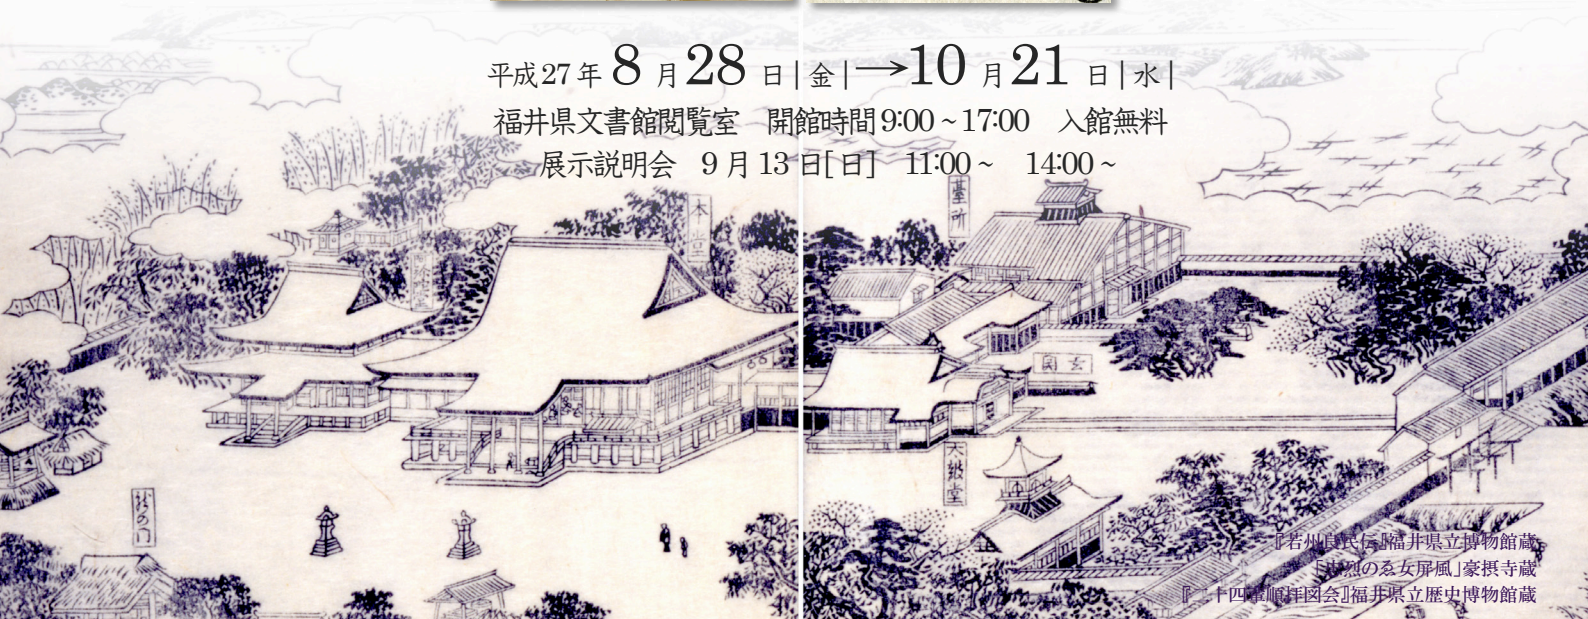 平成27年 8月28日|金|→10月21日|水|
福井県文書館閲覧室　開館時間9:00～17:00　入館無料
展示説明会　9月13日[日]　11:00～　14:00～
本堂
臺所
玄関
太鼓堂
『若州良民伝』福井県立博物館蔵
のゑ女屏風」豪摂寺蔵
『二十四輩順拝図会』福井県立歴史博物館蔵